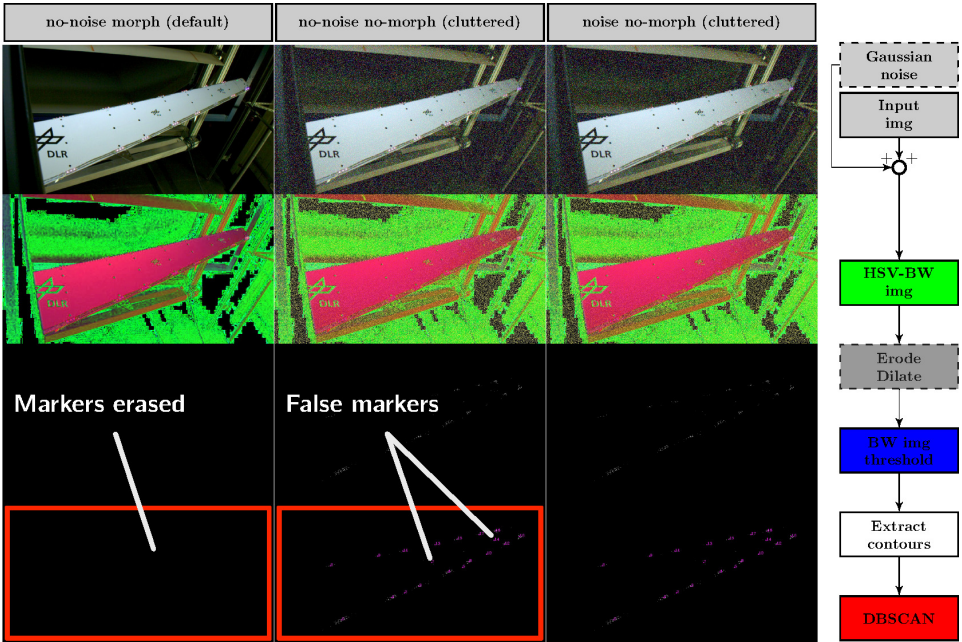 no-noise morph (default)
no-noise no-morph (cluttered)
noise no-morph (cluttered)
Gaussian
noise
Input
img
+ +
DLR
DLR
DLR
DLR
DLR
DLR
HSV-BW
img
Erode
Dilate
Markers erased
False markers
BW img
threshold
Extract
contours
DBSCAN